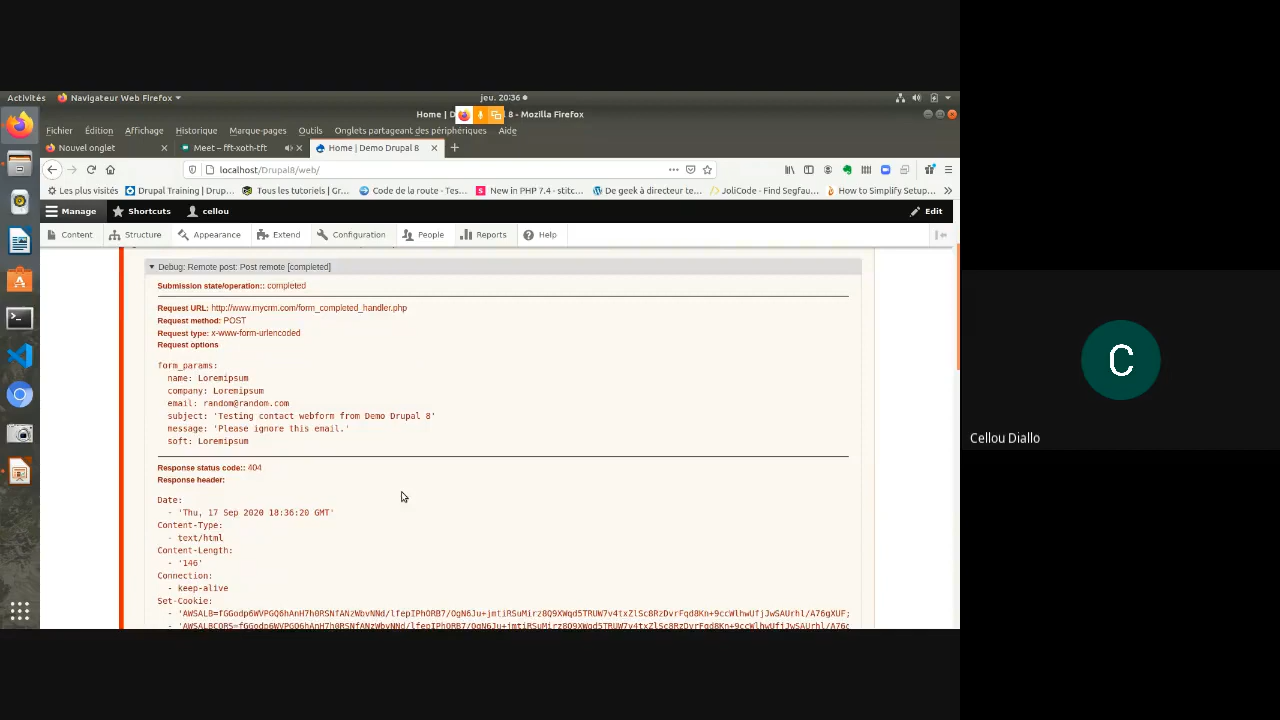 Activités Navigateur Web Firefox jeu. 20:36
Home | D 8 - Mozilla Firefox
Fichier Édition Affichage Historique Marque-pages Outils Onglets partageant des périphériques Aide
Nouvel onglet Meet – fft-xoth-tft Home | Demo Drupal 8
localhost/Drupal8/web/
Les plus visités Drupal Training | Drup... Tous les tutoriels | Gr... Code de la route - Tes... New in PHP 7.4 - stitc... De geek à directeur te... JoliCode - Find Segfau... How to Simplify Setup...
Manage Shortcuts cellou Edit
Content Structure Appearance Extend Configuration People Reports Help
Debug: Remote post: Post remote [completed]
Submission state/operation:: completed
Request URL: http://www.mycrm.com/form_completed_handler.php
Request method: POST
Request type: x-www-form-urlencoded
Request options
form_params:
name: Loremipsum
company: Loremipsum
email: random@random.com
subject: 'Testing contact webform from Demo Drupal 8'
message: 'Please ignore this email.'
soft: Loremipsum
Response status code:: 404
Response header:
Date:
- 'Thu, 17 Sep 2020 18:36:20 GMT'
Content-Type:
- text/html
Content-Length:
- '146'
Connection:
- keep-alive
Set-Cookie:
C
Cellou Diallo